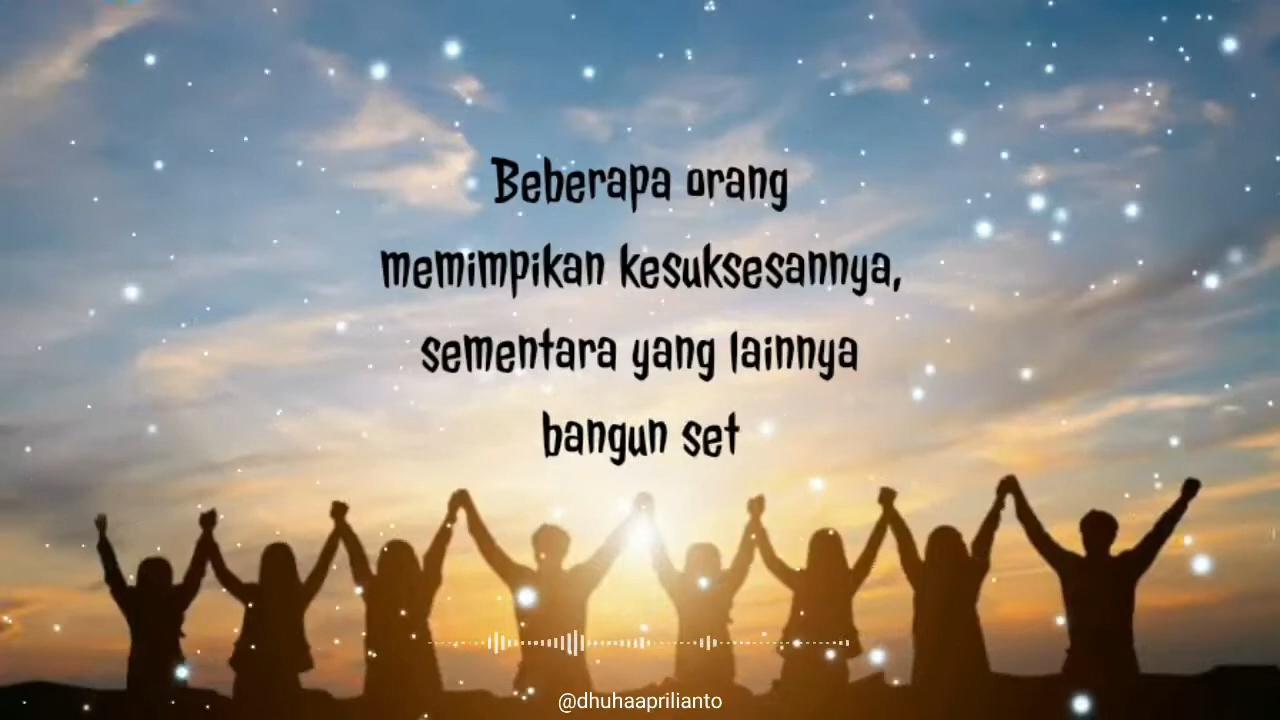 Beberapa orang
memimpikan kesuksesannya,
sementara yang lainnya
bangun set
@dhuhaaprilianto